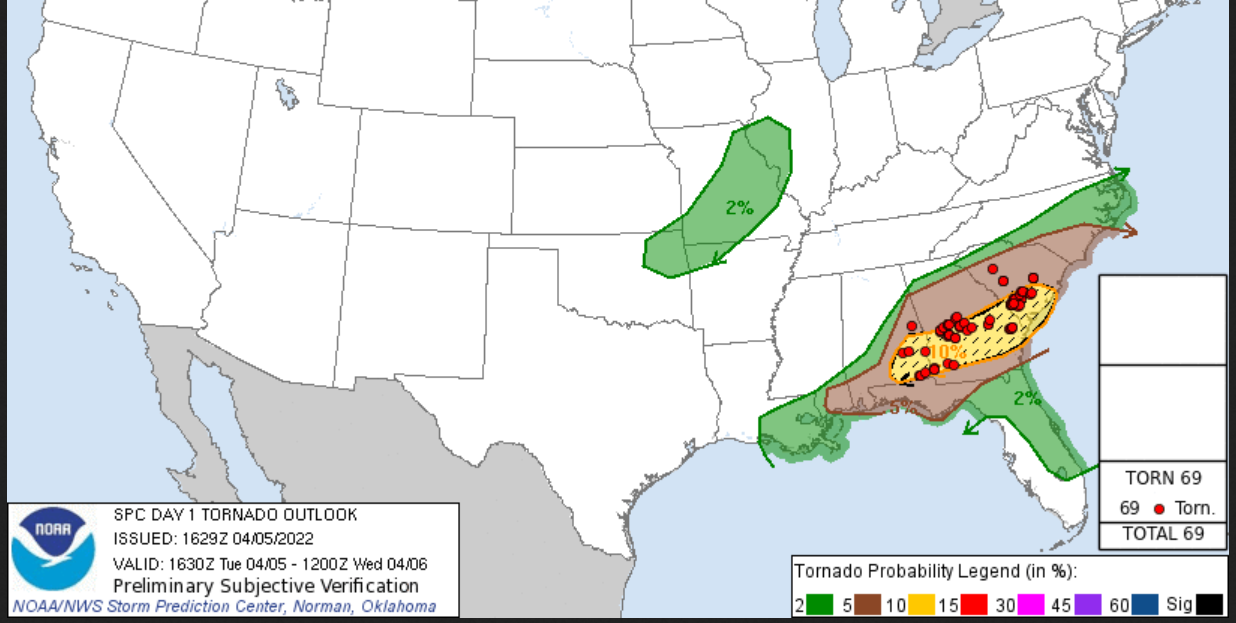 2%
10%
5%
2%
TORN 69
69 Torn.
TOTAL 69
NOAA
SPC DAY 1 TORNADO OUTLOOK
ISSUED: 1629Z 04/05/2022
VALID: 1630Z Tue 04/05 - 1200Z Wed 04/06
Preliminary Subjective Verification
NOAA/NWS Storm Prediction Center, Norman, Oklahoma
Tornado Probability Legend (in %):
2 5 10 15 30 45 60 Sig